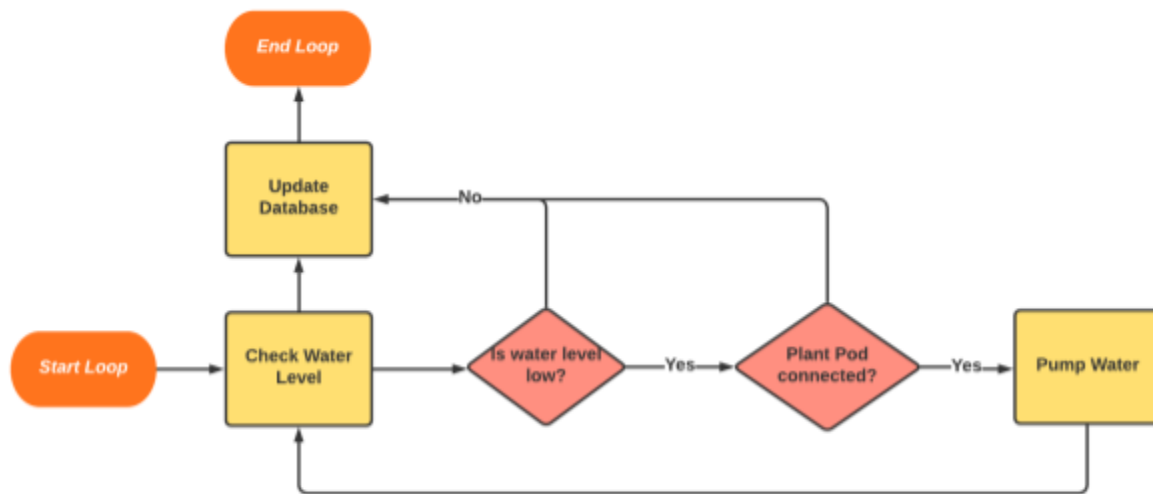 End Loop
Update
Database
No
Start Loop
Check Water
Level
Is water level
low?
Yes
Plant Pod
connected?
Yes
Pump Water